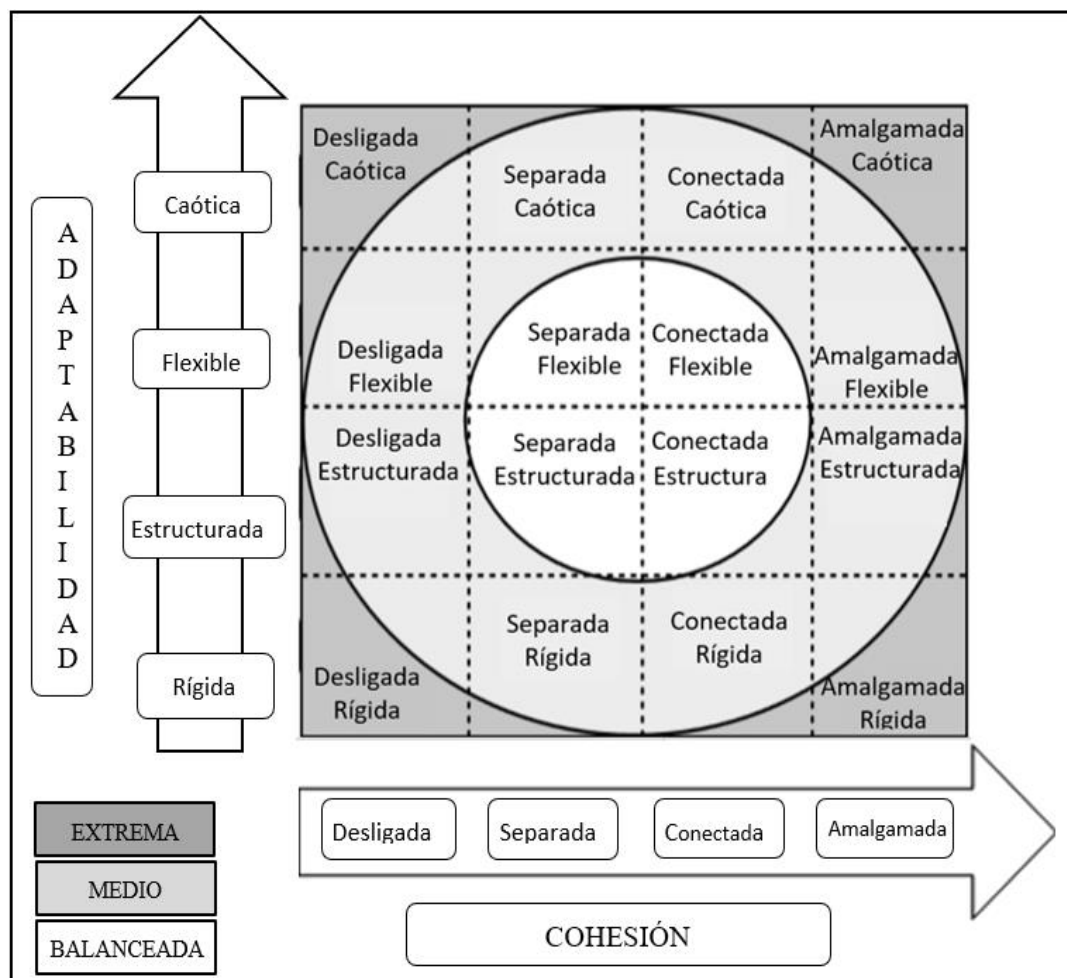 A
D
A
P
T
A
B
I
L
I
D
A
D
Caótica
Flexible
Estructurada
Rígida
Desligada
Caótica
Separada
Caótica
Conectada
Caótica
Amalgamada
Caótica
Desligada
Flexible
Separada
Flexible
Conectada
Flexible
Amalgamada
Flexible
Desligada
Estructurada
Separada
Estructurada
Conectada
Estructura
Amalgamada
Estructurada
Desligada
Rígida
Separada
Rígida
Conectada
Rígida
Amalgamada
Rígida
Desligada
Separada
Conectada
Amalgamada
COHESIÓN
EXTREMA
MEDIO
BALANCEADA